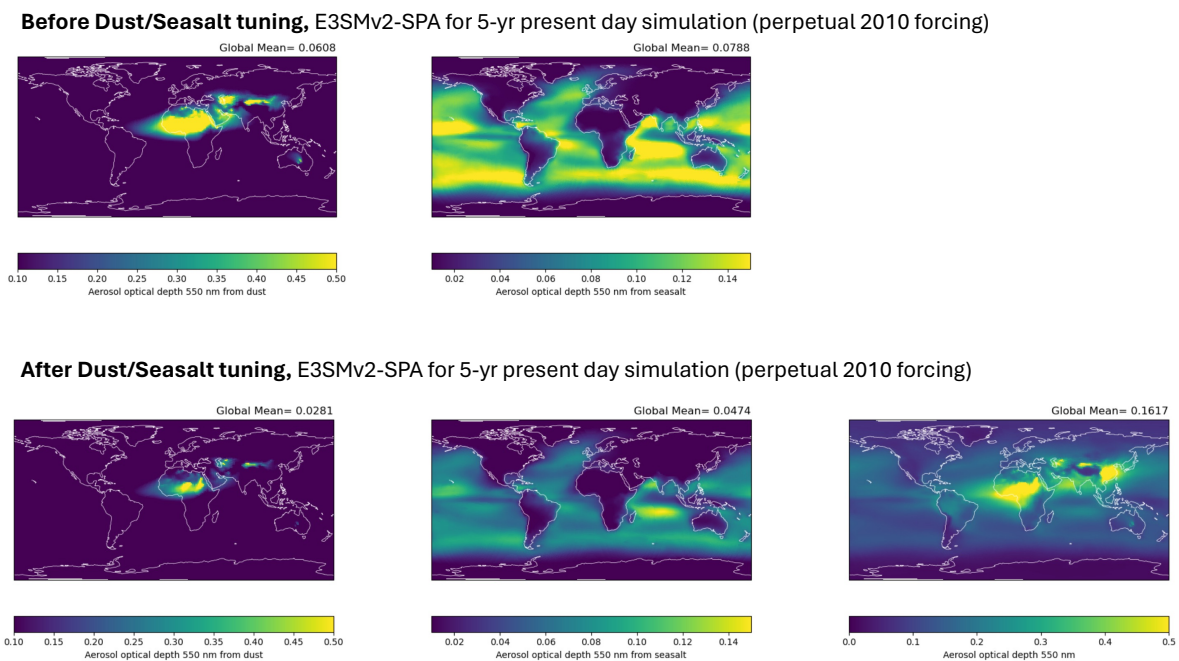 Before Dust/Seasalt tuning, E3SMv2-SPA for 5-yr present day simulation (perpetual 2010 forcing)
Global Mean= 0.0608
Global Mean= 0.0788
0.10 0.15 0.20 0.25 0.30 0.35 0.40 0.45 0.50
Aerosol optical depth 550 nm from dust
0.02 0.04 0.06 0.08 0.10 0.12 0.14
Aerosol optical depth 550 nm from seasalt
After Dust/Seasalt tuning, E3SMv2-SPA for 5-yr present day simulation (perpetual 2010 forcing)
Global Mean= 0.0281
Global Mean= 0.0474
Global Mean= 0.1617
0.10 0.15 0.20 0.25 0.30 0.35 0.40 0.45 0.50
Aerosol optical depth 550 nm from dust
0.02 0.04 0.06 0.08 0.10 0.12 0.14
Aerosol optical depth 550 nm from seasalt
0.0 0.1 0.2 0.3 0.4 0.5
Aerosol optical depth 550 nm